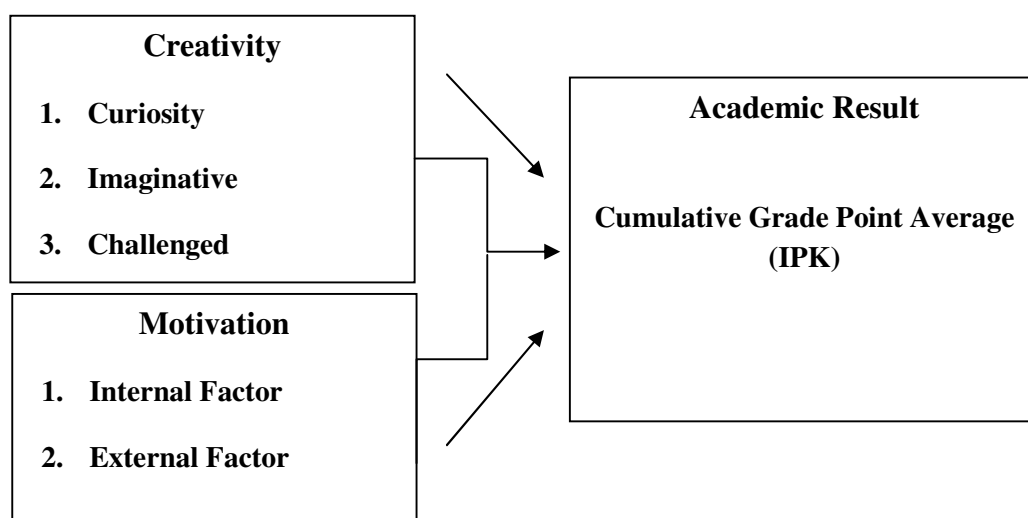 Creativity
1. Curiosity
2. Imaginative
3. Challenged
Motivation
1. Internal Factor
2. External Factor
Academic Result
Cumulative Grade Point Average
(IPK)